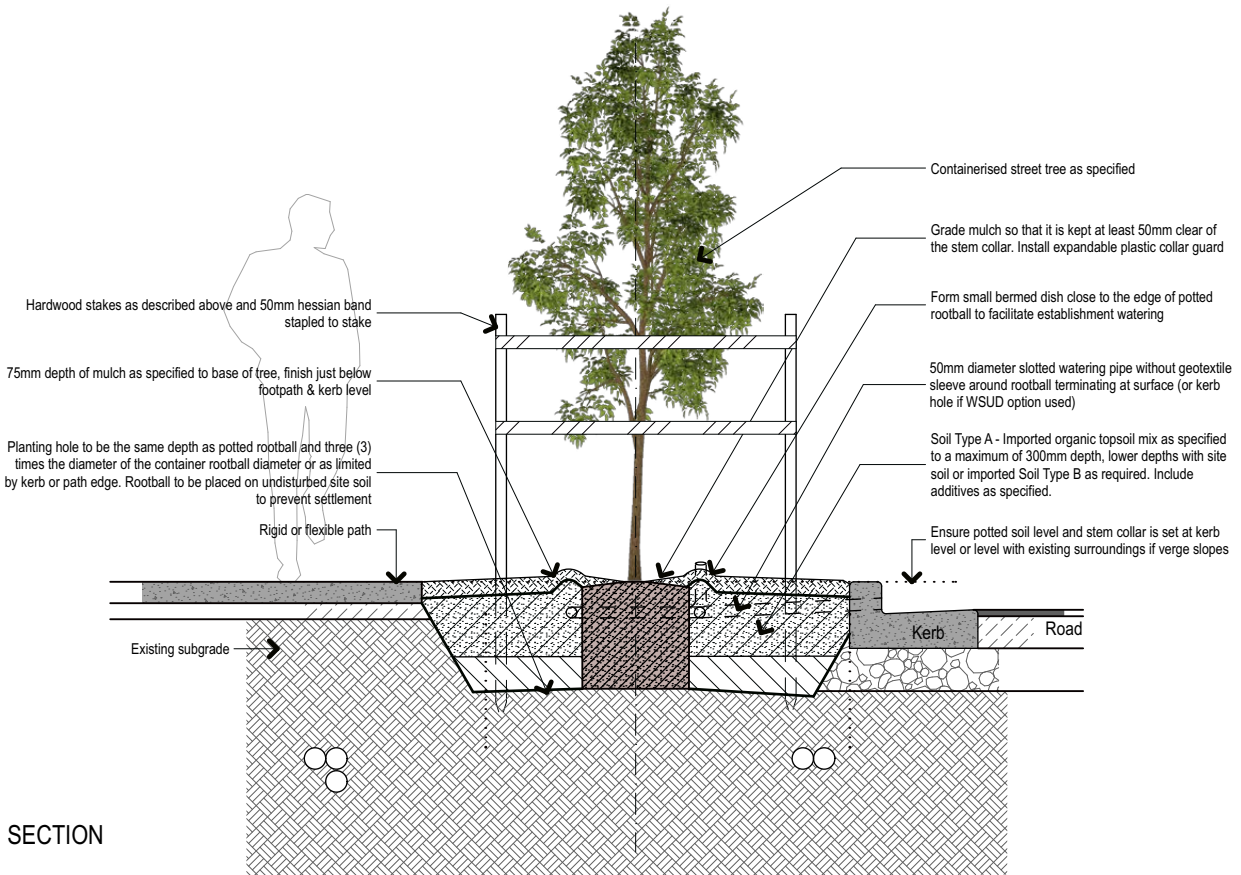 Containerised street tree as specified
Grade mulch so that it is kept at least 50mm clear of
the stem collar. Install expandable plastic collar guard
Form small bermed dish close to the edge of potted
rootball to facilitate establishment watering
50mm diameter slotted watering pipe without geotextile
sleeve around rootball terminating at surface (or kerb
hole if WSUD option used)
Soil Type A - Imported organic topsoil mix as specified
to a maximum of 300mm depth, lower depths with site
soil or imported Soil Type B as required. Include
additives as specified.
Ensure potted soil level and stem collar is set at kerb
level or level with existing surroundings if verge slopes
Hardwood stakes as described above and 50mm hessian band
stapled to stake
75mm depth of mulch as specified to base of tree, finish just below
footpath & kerb level
Planting hole to be the same depth as potted rootball and three (3)
times the diameter of the container rootball diameter or as limited
by kerb or path edge. Rootball to be placed on undisturbed site soil
to prevent settlement
Rigid or flexible path
Existing subgrade
Kerb
Road
SECTION